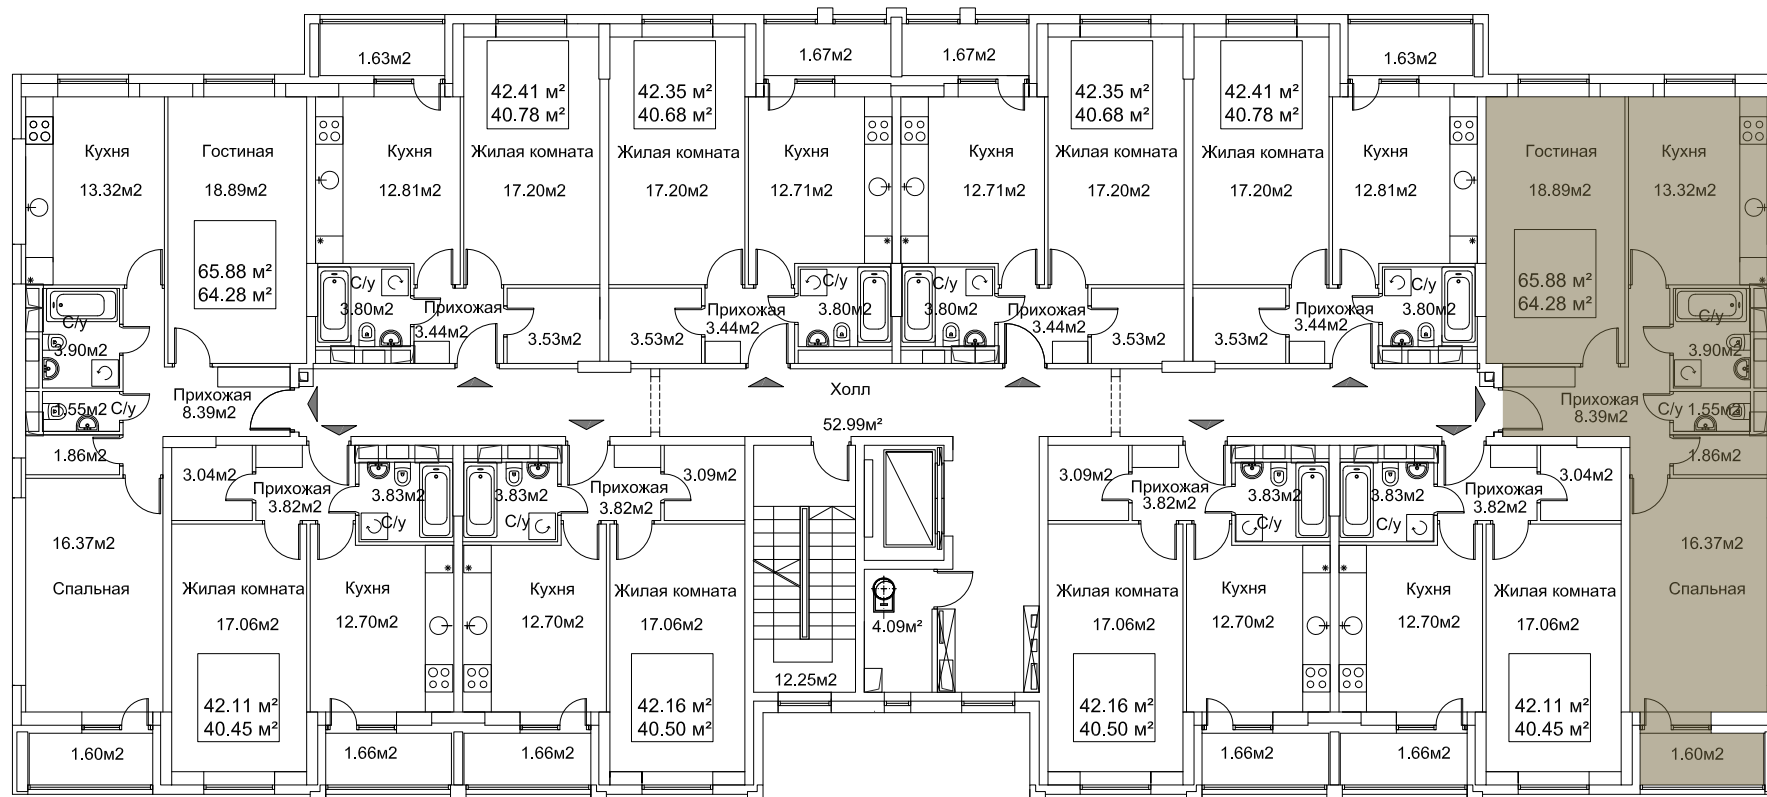 1.63м2
1.67м2
1.67м2
1.63м2
42.41 м²
40.78 м²
42.35 м²
40.68 м²
42.35 м²
40.68 м²
42.41 м²
40.78 м²
Кухня
13.32м2
Гостиная
18.89м2
Кухня
12.81м2
Жилая комната
17.20м2
Жилая комната
17.20м2
Кухня
12.71м2
Кухня
12.71м2
Жилая комната
17.20м2
Жилая комната
17.20м2
Кухня
12.81м2
Гостиная
18.89м2
Кухня
13.32м2
65.88 м²
64.28 м²
65.88 м²
64.28 м²
С/у
3.80м2
Прихожая
3.44м2
3.53м2
3.53м2
Прихожая
3.44м2
С/у
3.80м2
С/у
3.80м2
Прихожая
3.44м2
3.53м2
3.53м2
Прихожая
3.44м2
С/у
3.80м2
С/у
3.90м2
С/у
3.90м2
1.55м2 С/у
Прихожая
8.39м2
Холл
52.99м²
Прихожая
8.39м2
С/у 1.55м2
1.86м2
1.86м2
3.04м2
Прихожая
3.82м2
3.83м2
С/у
3.83м2
С/у
Прихожая
3.82м2
3.09м2
3.09м2
Прихожая
3.82м2
3.83м2
С/у
3.83м2
С/у
Прихожая
3.82м2
3.04м2
16.37м2
Спальная
16.37м2
Спальная
Жилая комната
17.06м2
Кухня
12.70м2
Кухня
12.70м2
Жилая комната
17.06м2
4.09м²
12.25м2
Жилая комната
17.06м2
Кухня
12.70м2
Кухня
12.70м2
Жилая комната
17.06м2
42.11 м²
40.45 м²
42.16 м²
40.50 м²
42.16 м²
40.50 м²
42.11 м²
40.45 м²
1.60м2
1.66м2
1.66м2
1.66м2
1.66м2
1.60м2